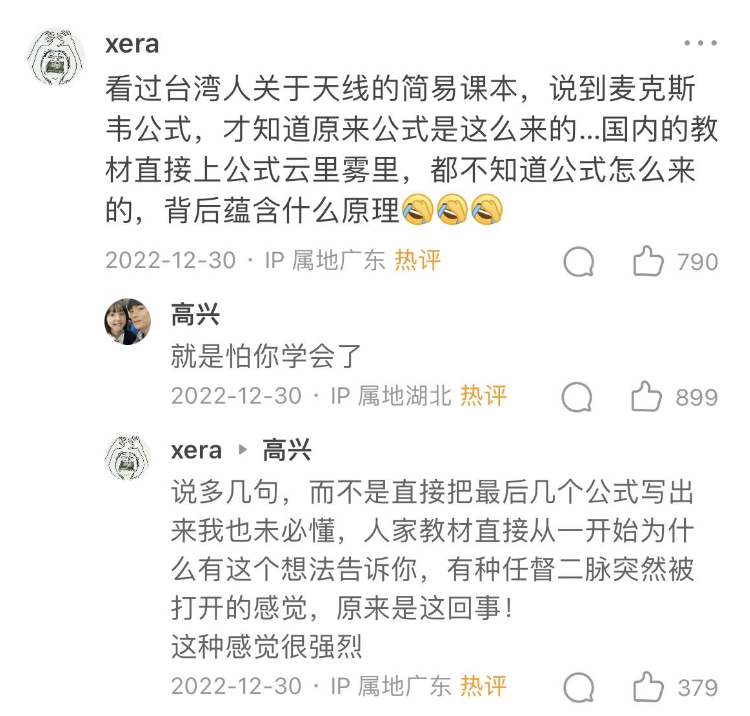 xera
看过台湾人关于天线的简易课本，说到麦克斯
韦公式，才知道原来公式是这么来的...国内的教
材直接上公式云里雾里，都不知道公式怎么来
的，背后蕴含什么原理🤣🤣🤣
2022-12-30 · IP 属地广东 热评 790
高兴
就是怕你学会了
2022-12-30 · IP 属地湖北 热评 899
xera ▸ 高兴
说多几句，而不是直接把最后几个公式写出
来我也未必懂，人家教材直接从一开始为什
么有这个想法告诉你，有种任督二脉突然被
打开的感觉，原来是这回事！
这种感觉很强烈
2022-12-30 · IP 属地广东 热评 379